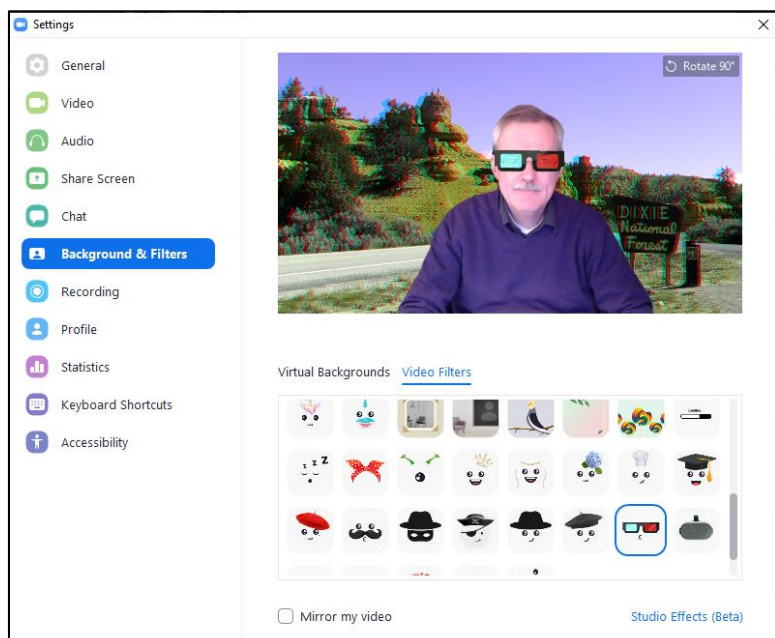 Settings
General
Video
Audio
Share Screen
Chat
Background & Filters
Recording
Profile
Statistics
Keyboard Shortcuts
Accessibility
Rotate 90°
DIXIE
National
Forest
Virtual Backgrounds Video Filters
z z Z
Mirror my video
Studio Effects (Beta)